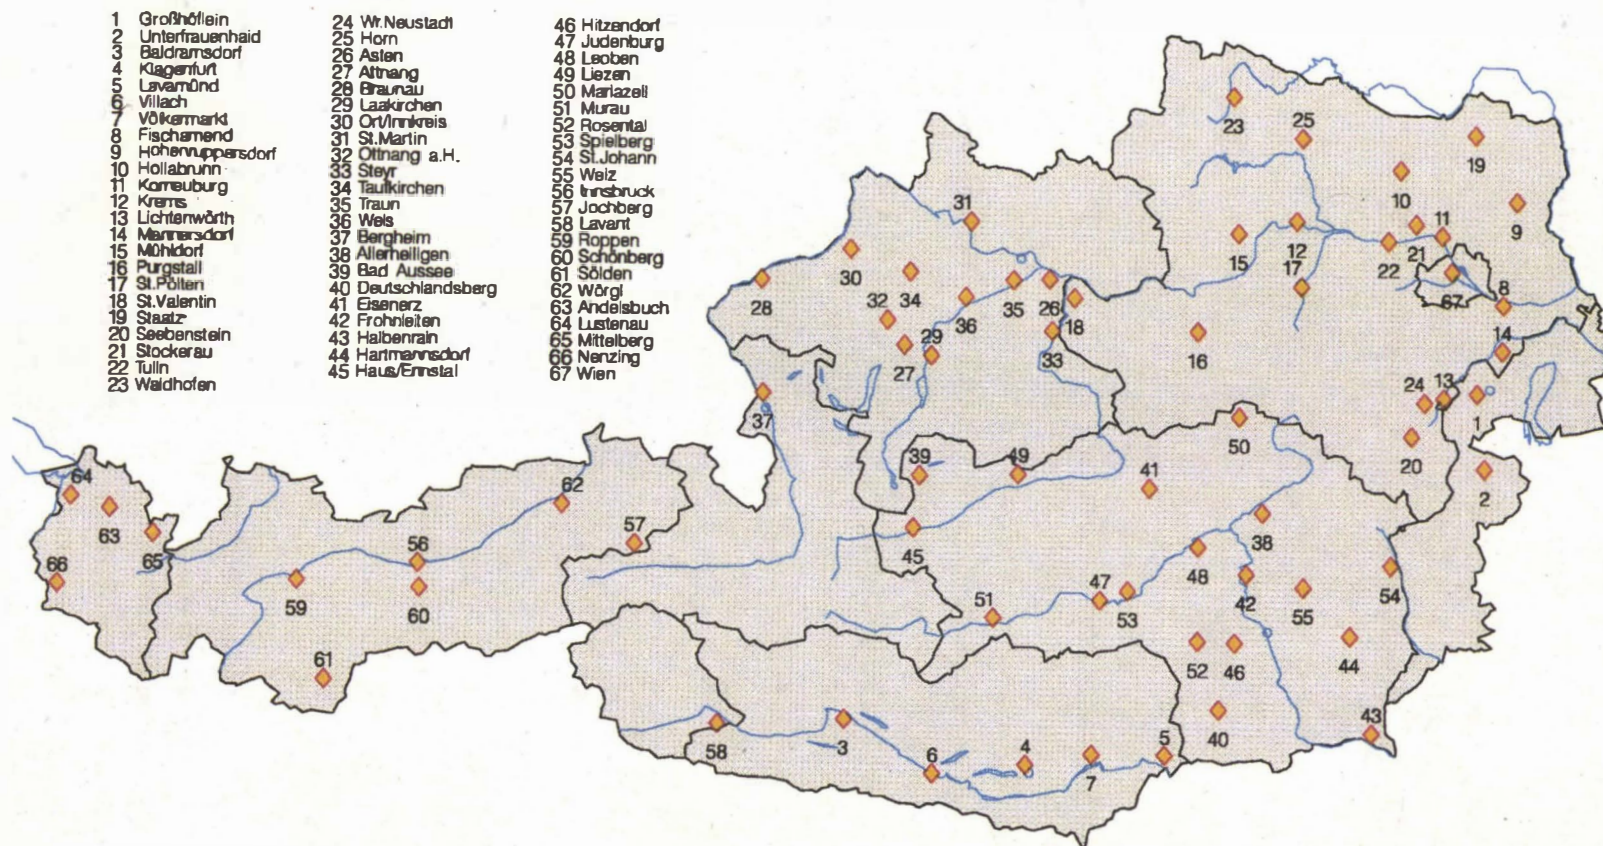 1 Großhöflein
2 Unterfrauenhaid
3 Baldramsdorf
4 Klagenfurt
5 Lavamünd
6 Villach
7 Völkermarkt
8 Fischamend
9 Hohenruppersdorf
10 Hollabrunn
11 Korneuburg
12 Krems
13 Lichtenwörth
14 Mannersdorf
15 Mühldorf
16 Purgstall
17 St.Pölten
18 St.Valentin
19 Staatz
20 Seebenstein
21 Stockerau
22 Tulln
23 Waidhofen
24 Wr.Neustadt
25 Horn
26 Asten
27 Attnang
28 Braunau
29 Laakirchen
30 Ort/Innkreis
31 St.Martin
32 Ottnang a.H.
33 Steyr
34 Taufkirchen
35 Traun
36 Wels
37 Bergheim
38 Allerheiligen
39 Bad Aussee
40 Deutschlandsberg
41 Eisenerz
42 Frohnleiten
43 Halbenrain
44 Hartmannsdorf
45 Haus/Ennstal
46 Hitzendorf
47 Judenburg
48 Leoben
49 Liezen
50 Mariazell
51 Murau
52 Rosental
53 Spielberg
54 St.Johann
55 Weiz
56 Innsbruck
57 Jochberg
58 Lavant
59 Roppen
60 Schönberg
61 Sölden
62 Wörgl
63 Andelsbuch
64 Lustenau
65 Mittelberg
66 Nenzing
67 Wien
23
25
19
10
31
9
11
12
21
15
30
22
17
28
34
35
26
8
67
32
36
18
29
33
14
16
27
24
13
37
1
50
20
39
49
41
2
64
62
63
57
38
65
56
45
48
66
47
54
59
42
51
60
53
55
61
52
46
44
43
40
3
58
6
4
7
5